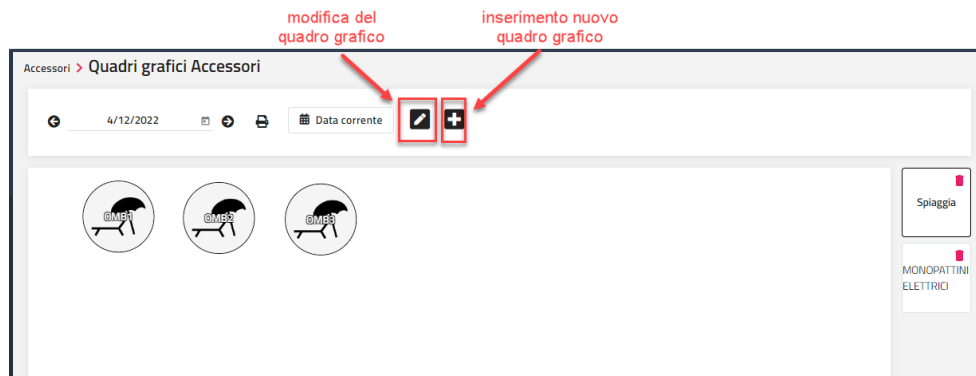 modifica del
quadro grafico
inserimento nuovo
quadro grafico
Accessori > Quadri grafici Accessori
4/12/2022
Data corrente
OMB1
OMB2
OMB3
Spiaggia
MONOPATTINI
ELETTRICI